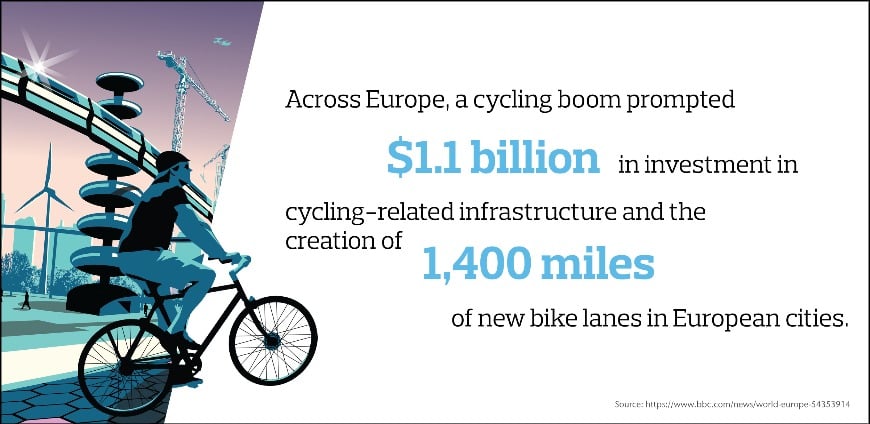 Across Europe, a cycling boom prompted
$1.1 billion in investment in
cycling-related infrastructure and the
creation of
1,400 miles
of new bike lanes in European cities.
Source: https://www.bbc.com/news/world-europe-54353914